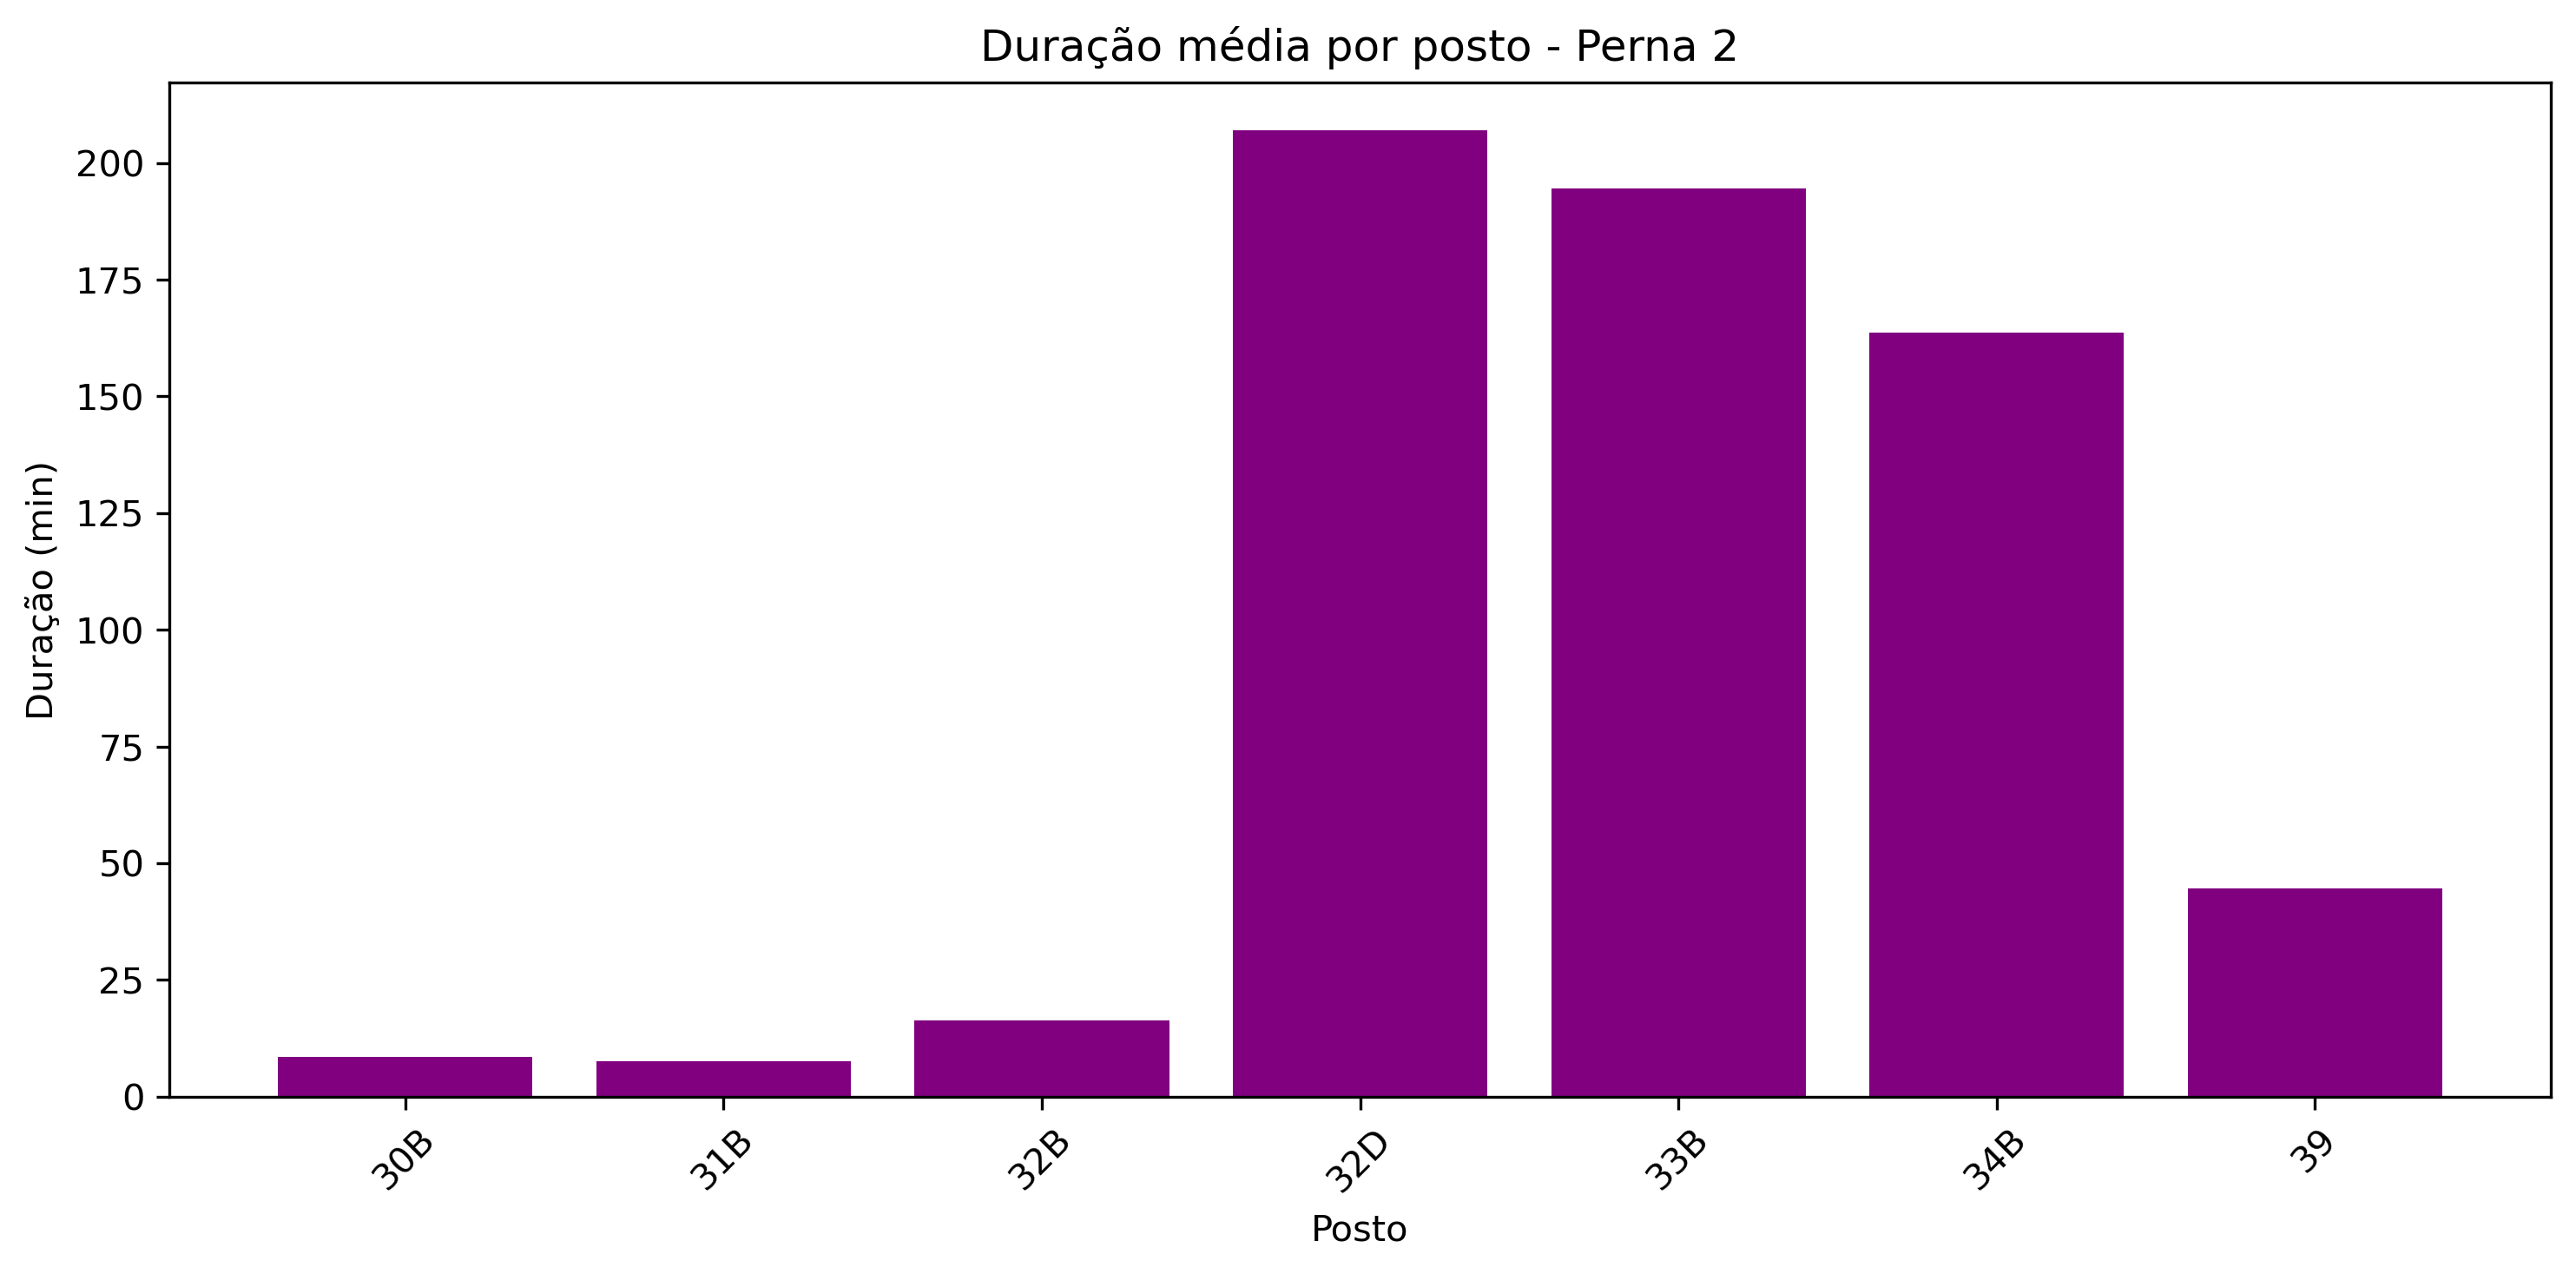 Duração média por posto - Perna 2
Duração (min)
200
175
150
125
100
75
50
25
0
30B
31B
32B
32D
33B
34B
39
Posto